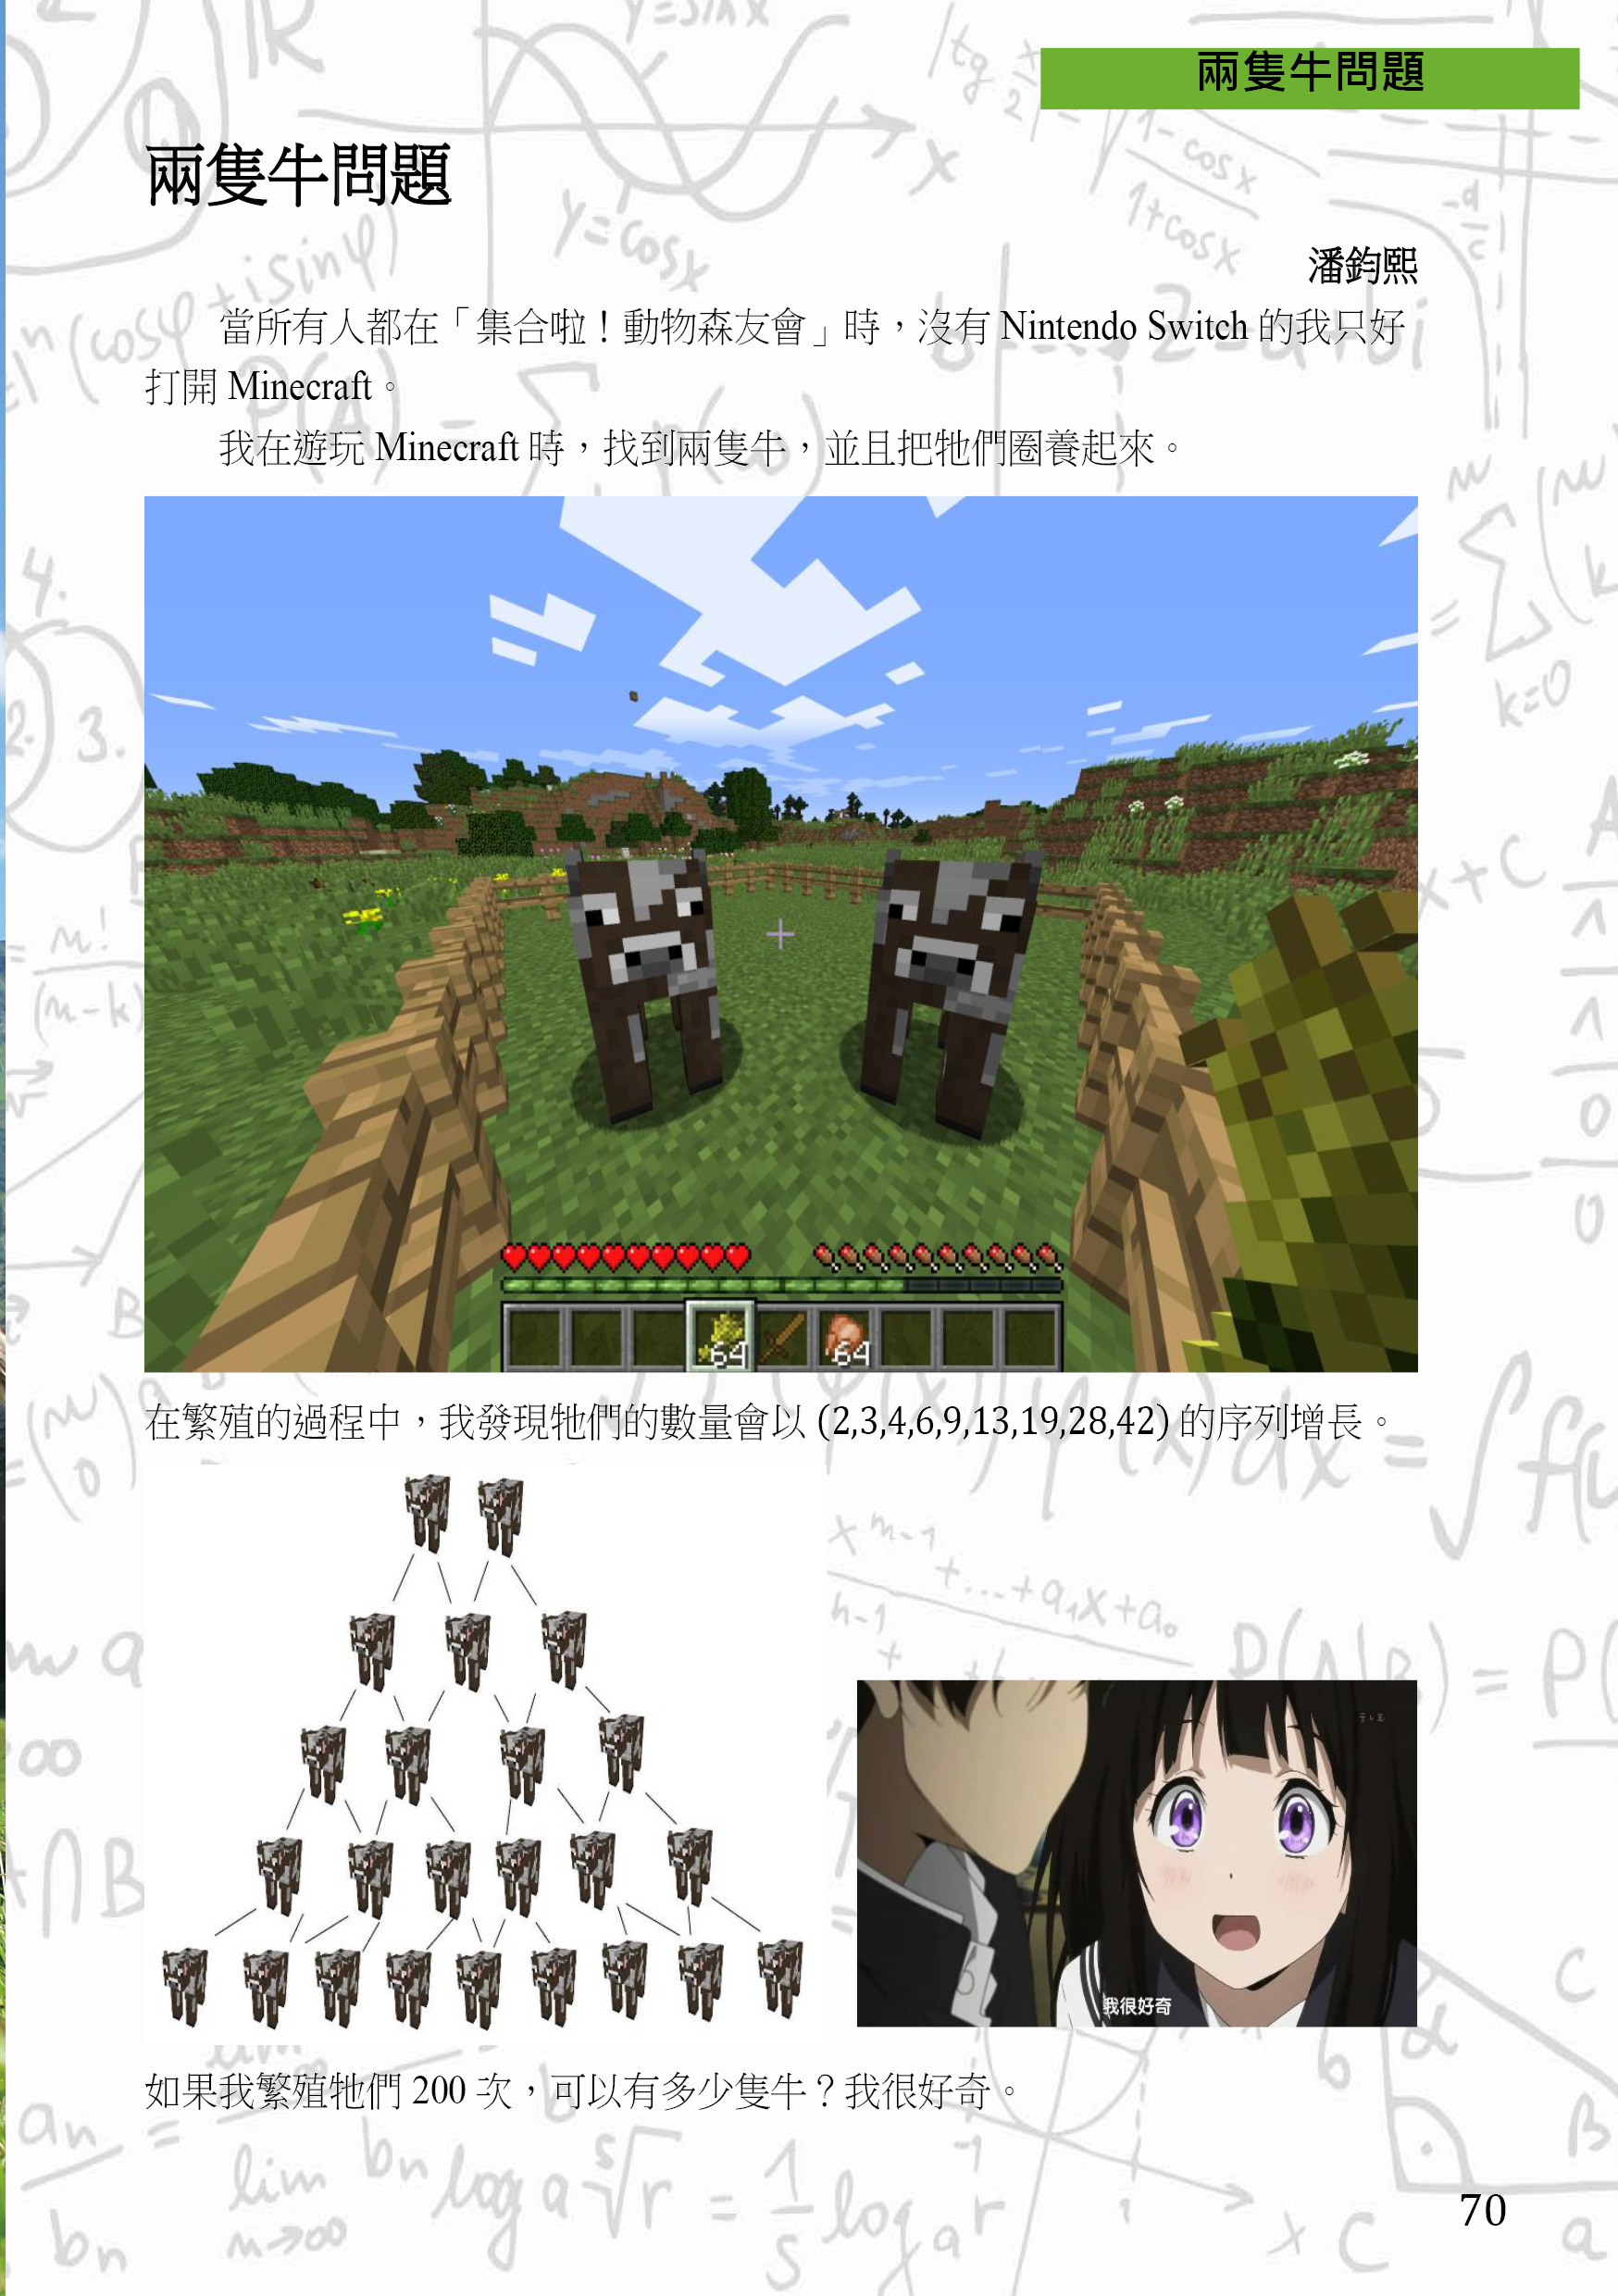 兩隻牛問題
兩隻牛問題
潘鈞熙
當所有人都在「集合啦！動物森友會」時，沒有 Nintendo Switch 的我只好
打開 Minecraft。
我在遊玩 Minecraft 時，找到兩隻牛，並且把牠們圈養起來。
64
64
在繁殖的過程中，我發現牠們的數量會以 (2,3,4,6,9,13,19,28,42) 的序列增長。
我很好奇
如果我繁殖牠們 200 次，可以有多少隻牛？我很好奇。
70